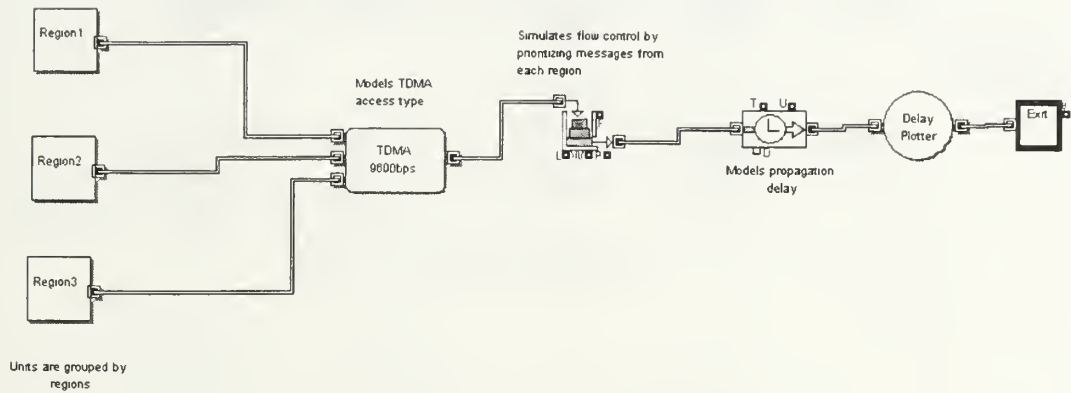 Region1
Region2
Region3
Units are grouped by
regions
Models TDMA
access type
TDMA
9600bps
Simulates flow control by
prioritizing messages from
each region
F
L
W
P
T
U
D
Models propagation
delay
Delay
Plotter
Exit
#